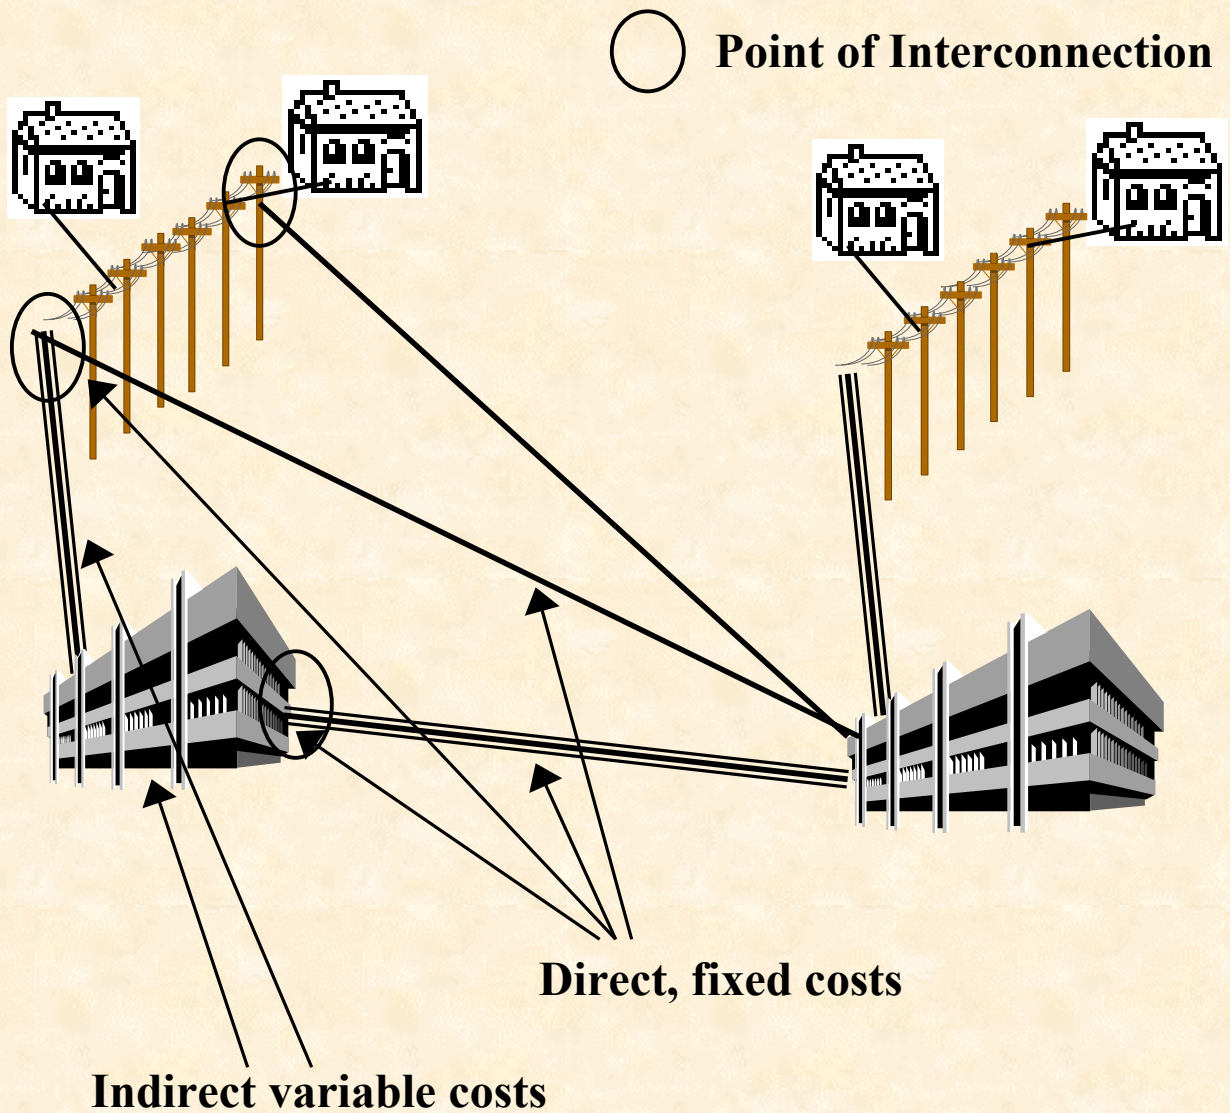 Point of Interconnection
Direct, fixed costs
Indirect variable costs